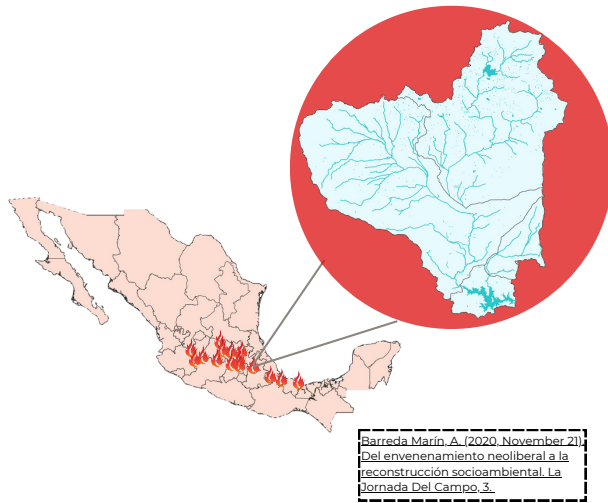 Barreda Marín, A. (2020, November 21).
Del envenenamiento neoliberal a la
reconstrucción socioambiental. La
Jornada Del Campo, 3.